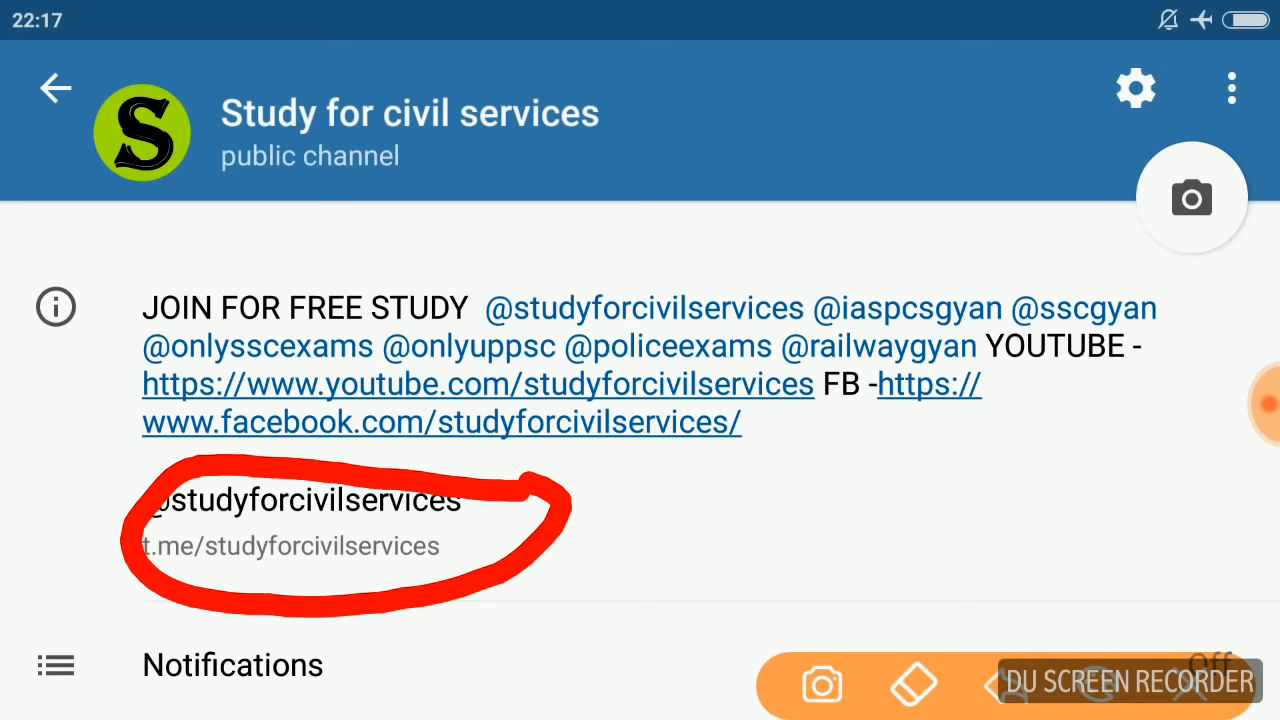 22:17
S
Study for civil services
public channel
JOIN FOR FREE STUDY @studyforcivilservices @iaspcsgyan @sscgyan
@onlysscexams @onlyuppsc @policeexams @railwaygyan YOUTUBE -
https://www.youtube.com/studyforcivilservices FB -https://
www.facebook.com/studyforcivilservices/
@studyforcivilservices
t.me/studyforcivilservices
Notifications
Off
DU SCREEN RECORDER